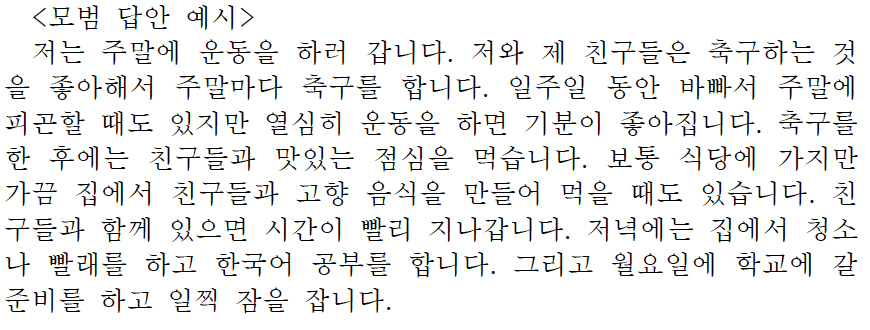 <모범 답안 예시>
저는 주말에 운동을 하러 갑니다. 저와 제 친구들은 축구하는 것
을 좋아해서 주말마다 축구를 합니다. 일주일 동안 바빠서 주말에
피곤할 때도 있지만 열심히 운동을 하면 기분이 좋아집니다. 축구를
한 후에는 친구들과 맛있는 점심을 먹습니다. 보통 식당에 가지만
가끔 집에서 친구들과 고향 음식을 만들어 먹을 때도 있습니다. 친
구들과 함께 있으면 시간이 빨리 지나갑니다. 저녁에는 집에서 청소
나 빨래를 하고 한국어 공부를 합니다. 그리고 월요일에 학교에 갈
준비를 하고 일찍 잠을 잡니다.